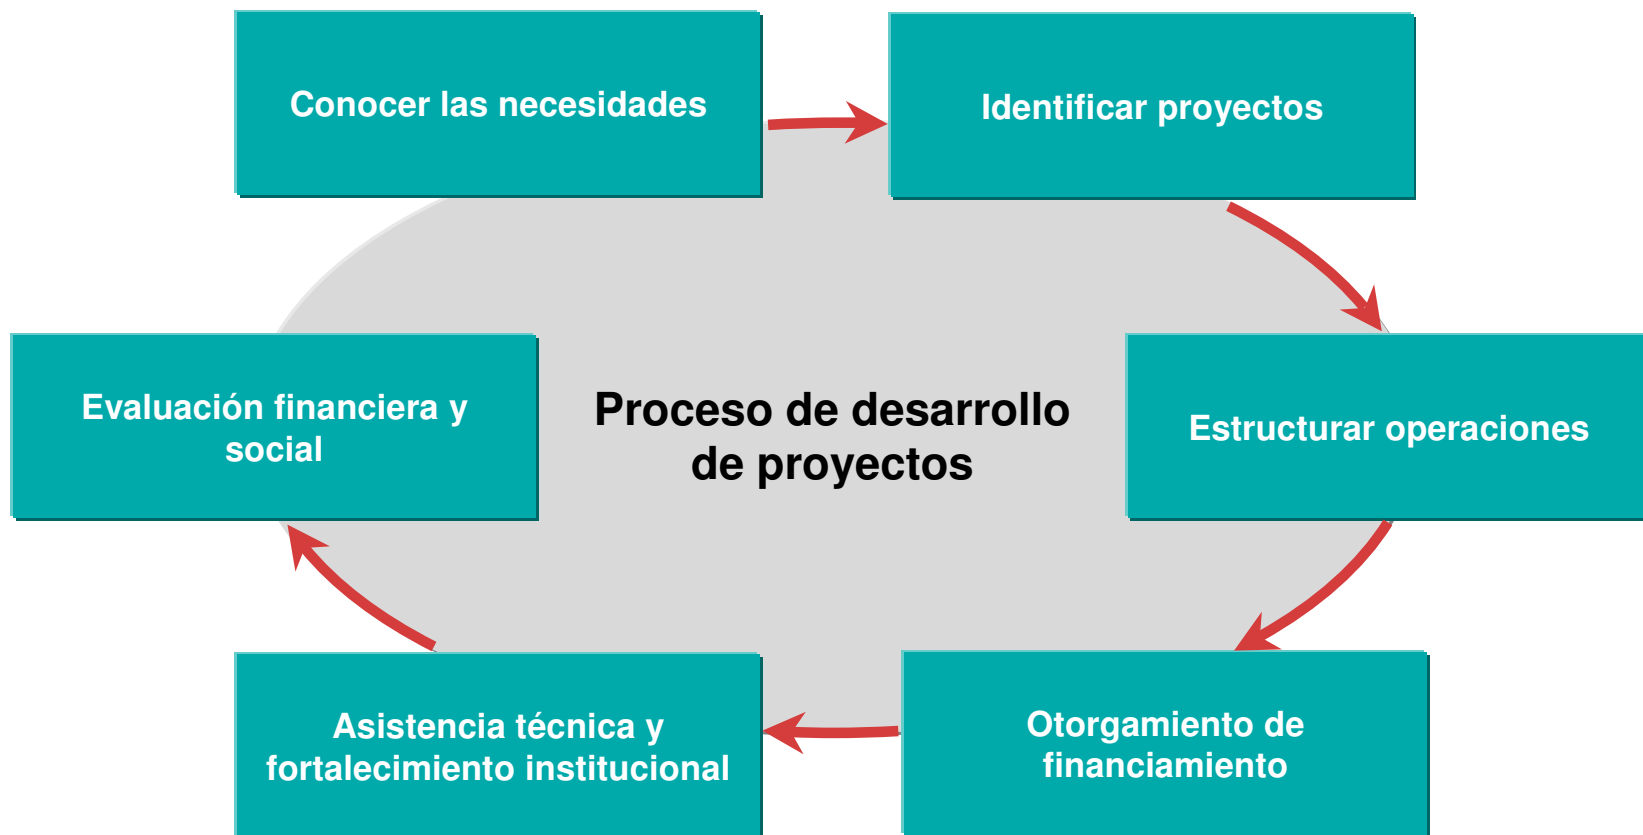 Conocer las necesidades
Identificar proyectos
Evaluación financiera y
social
Proceso de desarrollo
de proyectos
Estructurar operaciones
Asistencia técnica y
fortalecimiento institucional
Otorgamiento de
financiamiento